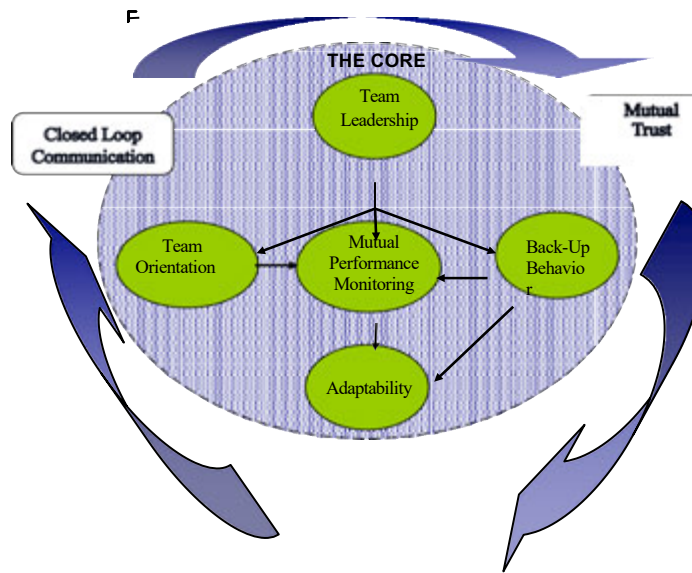 F
THE CORE
Team
Leadership
Closed Loop
Communication
Mutual
Trust
Team
Orientation
Mutual
Performance
Monitoring
Back-Up
Behavio
r
Adaptability